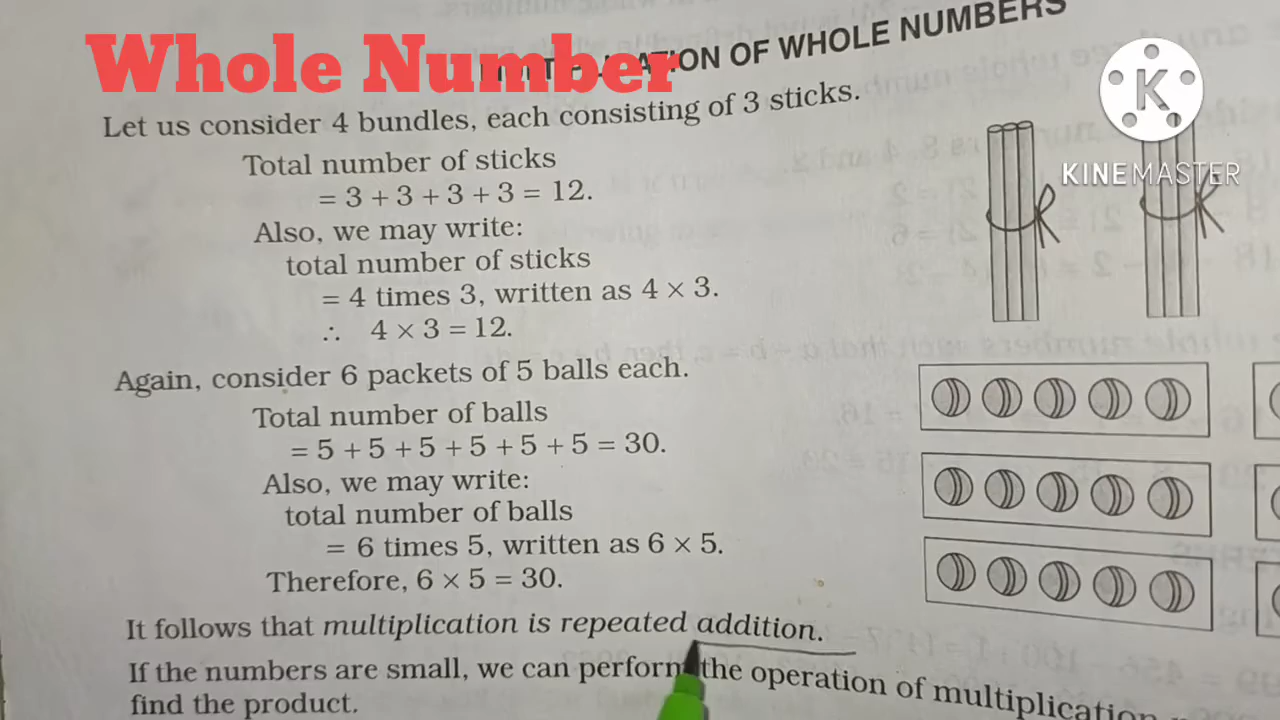 Whole Number
OF WHOLE NUMBERS
K
KINEMASTER
Let us consider 4 bundles, each consisting of 3 sticks.
Total number of sticks
= 3 + 3 + 3 + 3 = 12.
Also, we may write:
total number of sticks
= 4 times 3, written as 4 × 3.
∴ 4 × 3 = 12.
Again, consider 6 packets of 5 balls each.
Total number of balls
= 5 + 5 + 5 + 5 + 5 + 5 = 30.
Also, we may write:
total number of balls
= 6 times 5, written as 6 × 5.
Therefore, 6 × 5 = 30.
It follows that multiplication is repeated addition.
If the numbers are small, we can perform the operation of multiplication
find the product.